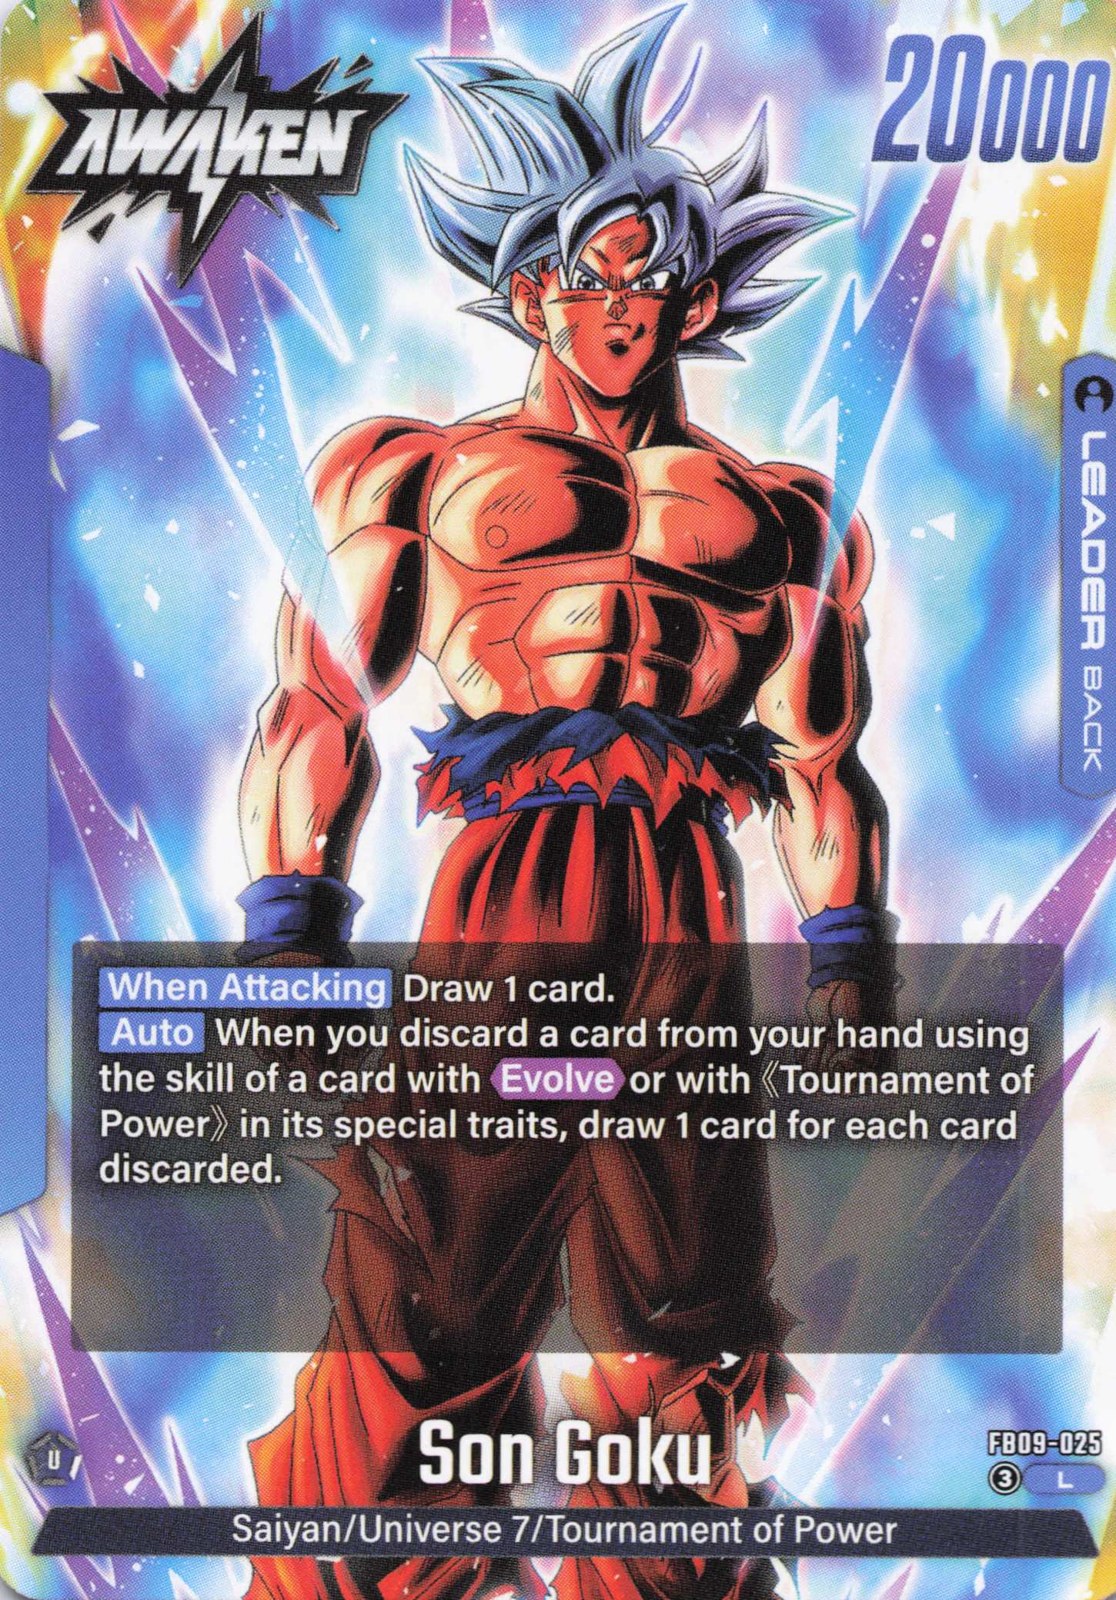 AWAKEN
20000
LEADER BACK
When Attacking Draw 1 card.
Auto When you discard a card from your hand using
the skill of a card with Evolve or with 《Tournament of
Power》 in its special traits, draw 1 card for each card
discarded.
Son Goku
FB09-025
U 7
3 L
Saiyan/Universe 7/Tournament of Power